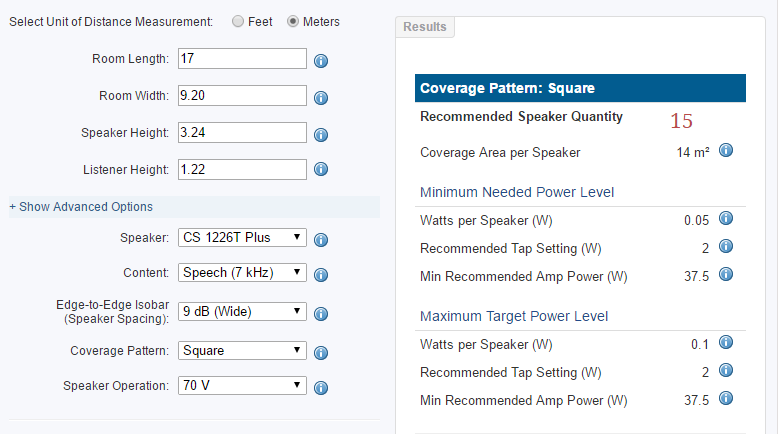 Select Unit of Distance Measurement: Feet Meters
Room Length: 17
Room Width: 9.20
Speaker Height: 3.24
Listener Height: 1.22
+ Show Advanced Options
Speaker: CS 1226T Plus
Content: Speech (7 kHz)
Edge-to-Edge Isobar
(Speaker Spacing): 9 dB (Wide)
Coverage Pattern: Square
Speaker Operation: 70 V
Results
Coverage Pattern: Square
Recommended Speaker Quantity 15
Coverage Area per Speaker 14 m²
Minimum Needed Power Level
Watts per Speaker (W) 0.05
Recommended Tap Setting (W) 2
Min Recommended Amp Power (W) 37.5
Maximum Target Power Level
Watts per Speaker (W) 0.1
Recommended Tap Setting (W) 2
Min Recommended Amp Power (W) 37.5